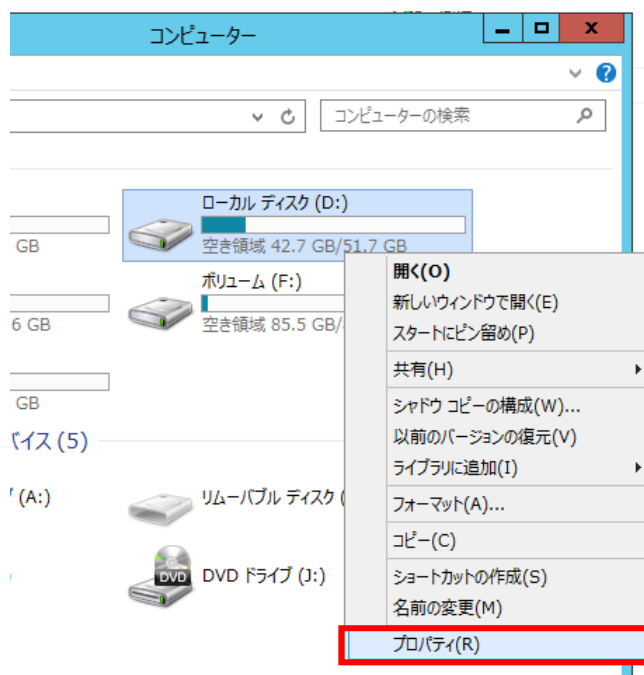 コンピューター
コンピューターの検索
ローカル ディスク (D:)
GB
空き領域 42.7 GB/51.7 GB
ボリューム (F:)
6 GB
空き領域 85.5 GB/
GB
バイス (5)
(A:)
リムーバブル ディスク (
DVD
DVD ドライブ (J:)
開く(O)
新しいウィンドウで開く(E)
スタートにピン留め(P)
共有(H)
シャドウ コピーの構成(W)...
以前のバージョンの復元(V)
ライブラリに追加(I)
フォーマット(A)...
コピー(C)
ショートカットの作成(S)
名前の変更(M)
プロパティ(R)